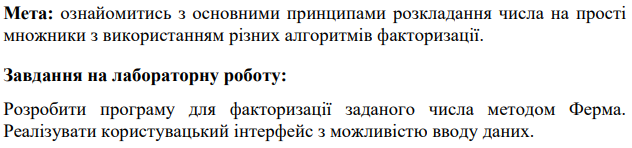 Мета: ознайомитись з основними принципами розкладання числа на прості
множники з використанням різних алгоритмів факторизації.
Завдання на лабораторну роботу:
Розробити програму для факторизації заданого числа методом Ферма.
Реалізувати користувацький інтерфейс з можливістю вводу даних.